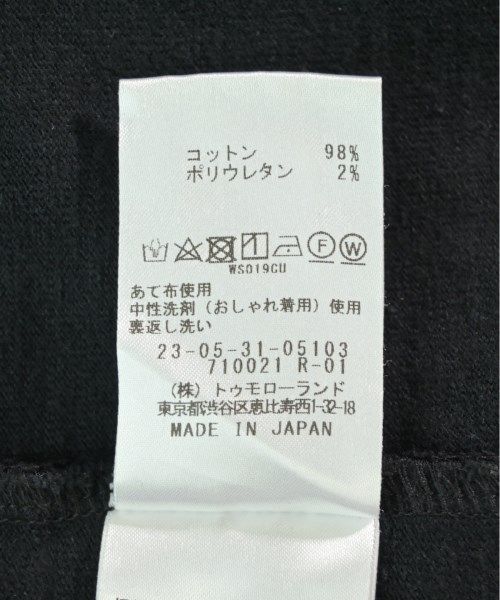 コットン 98%
ポリウレタン 2%
F W
WS019CU
あて布使用
中性洗剤（おしゃれ着用）使用
裏返し洗い
23-05-31-05103
710021 R-01
（株）トゥモローランド
東京都渋谷区恵比寿西1-32-18
MADE IN JAPAN